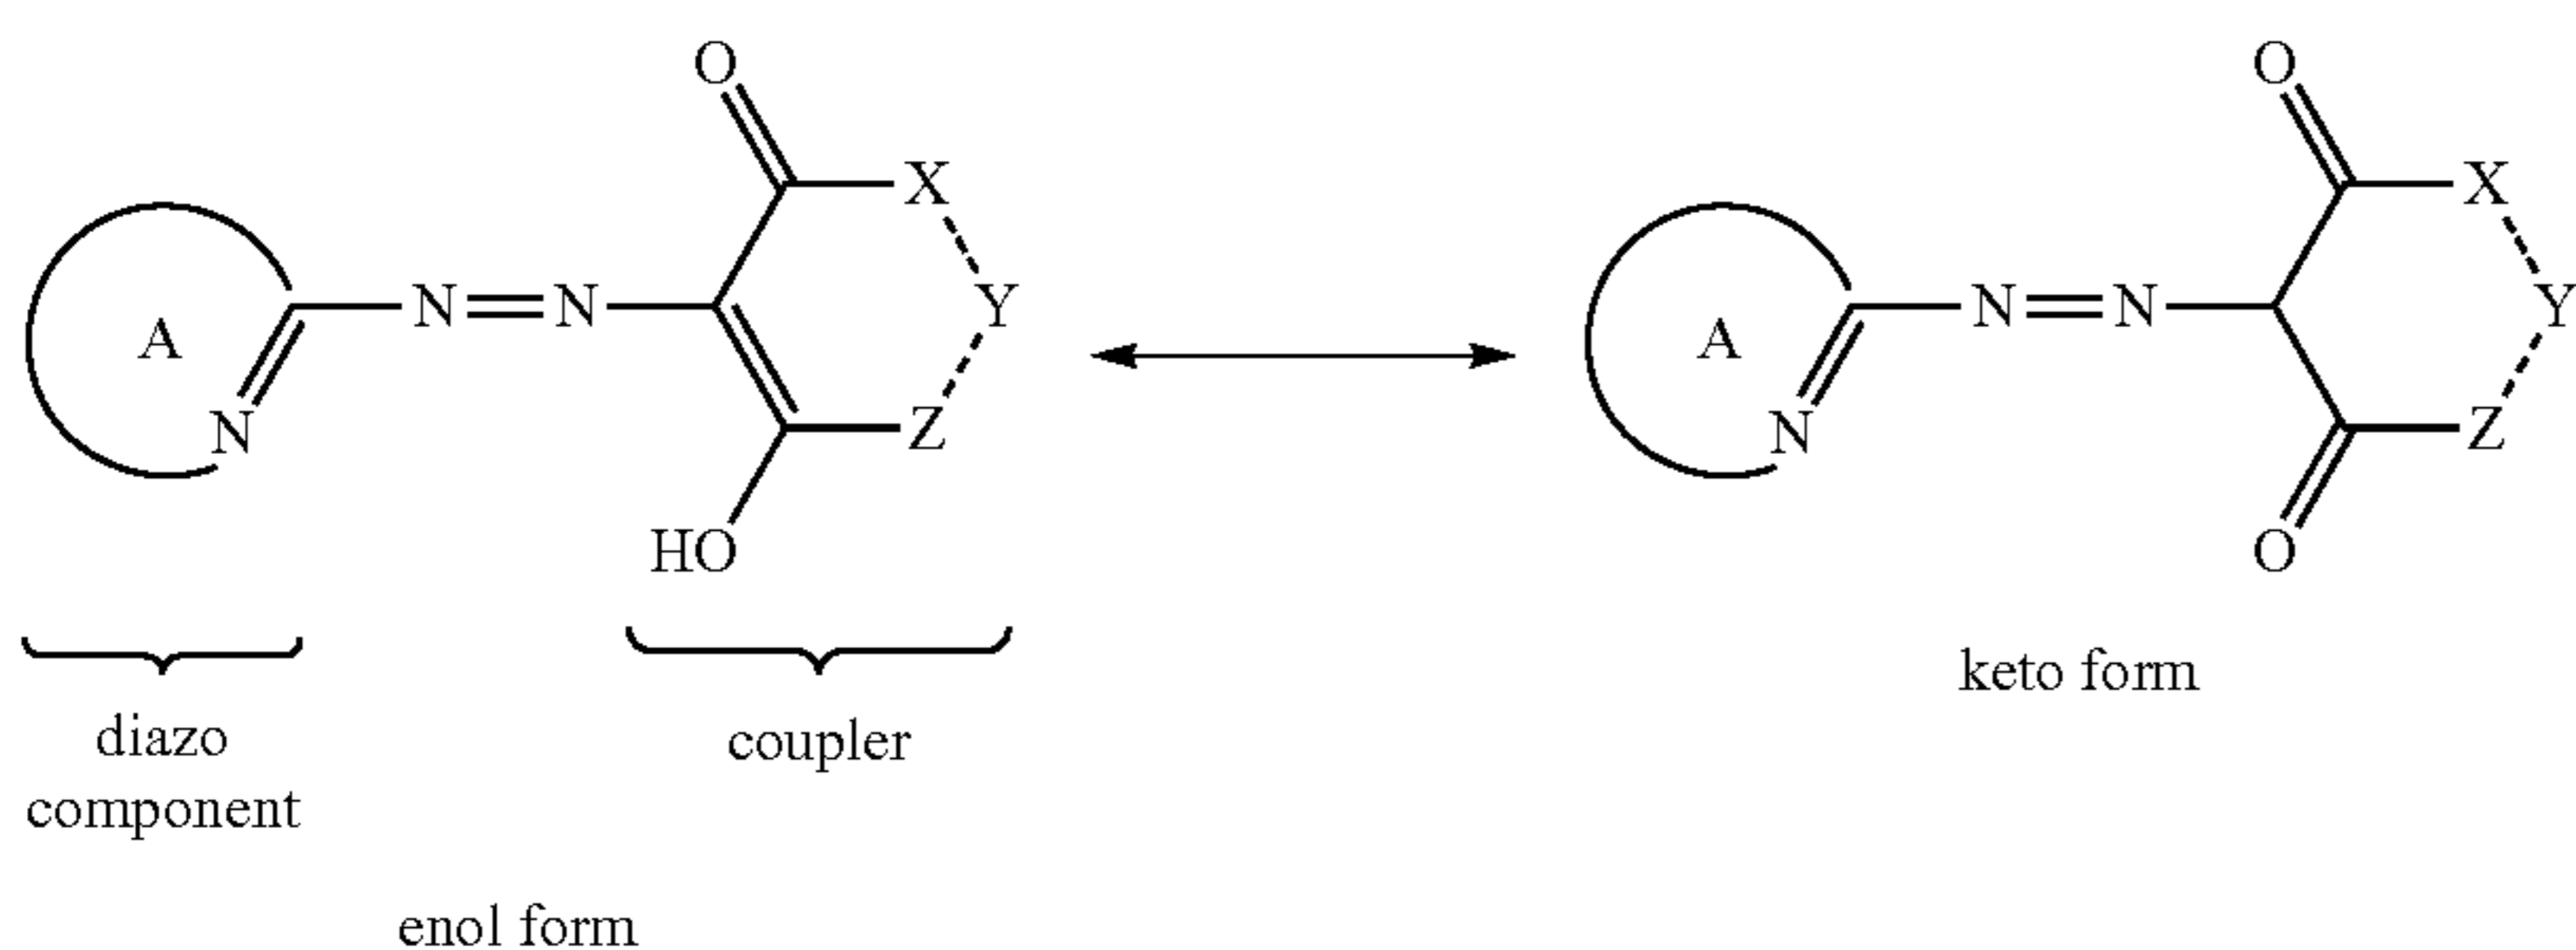 O O
X X
A N N Y A N N Y
N Z N Z
HO O
diazo
component
coupler
keto form
enol form